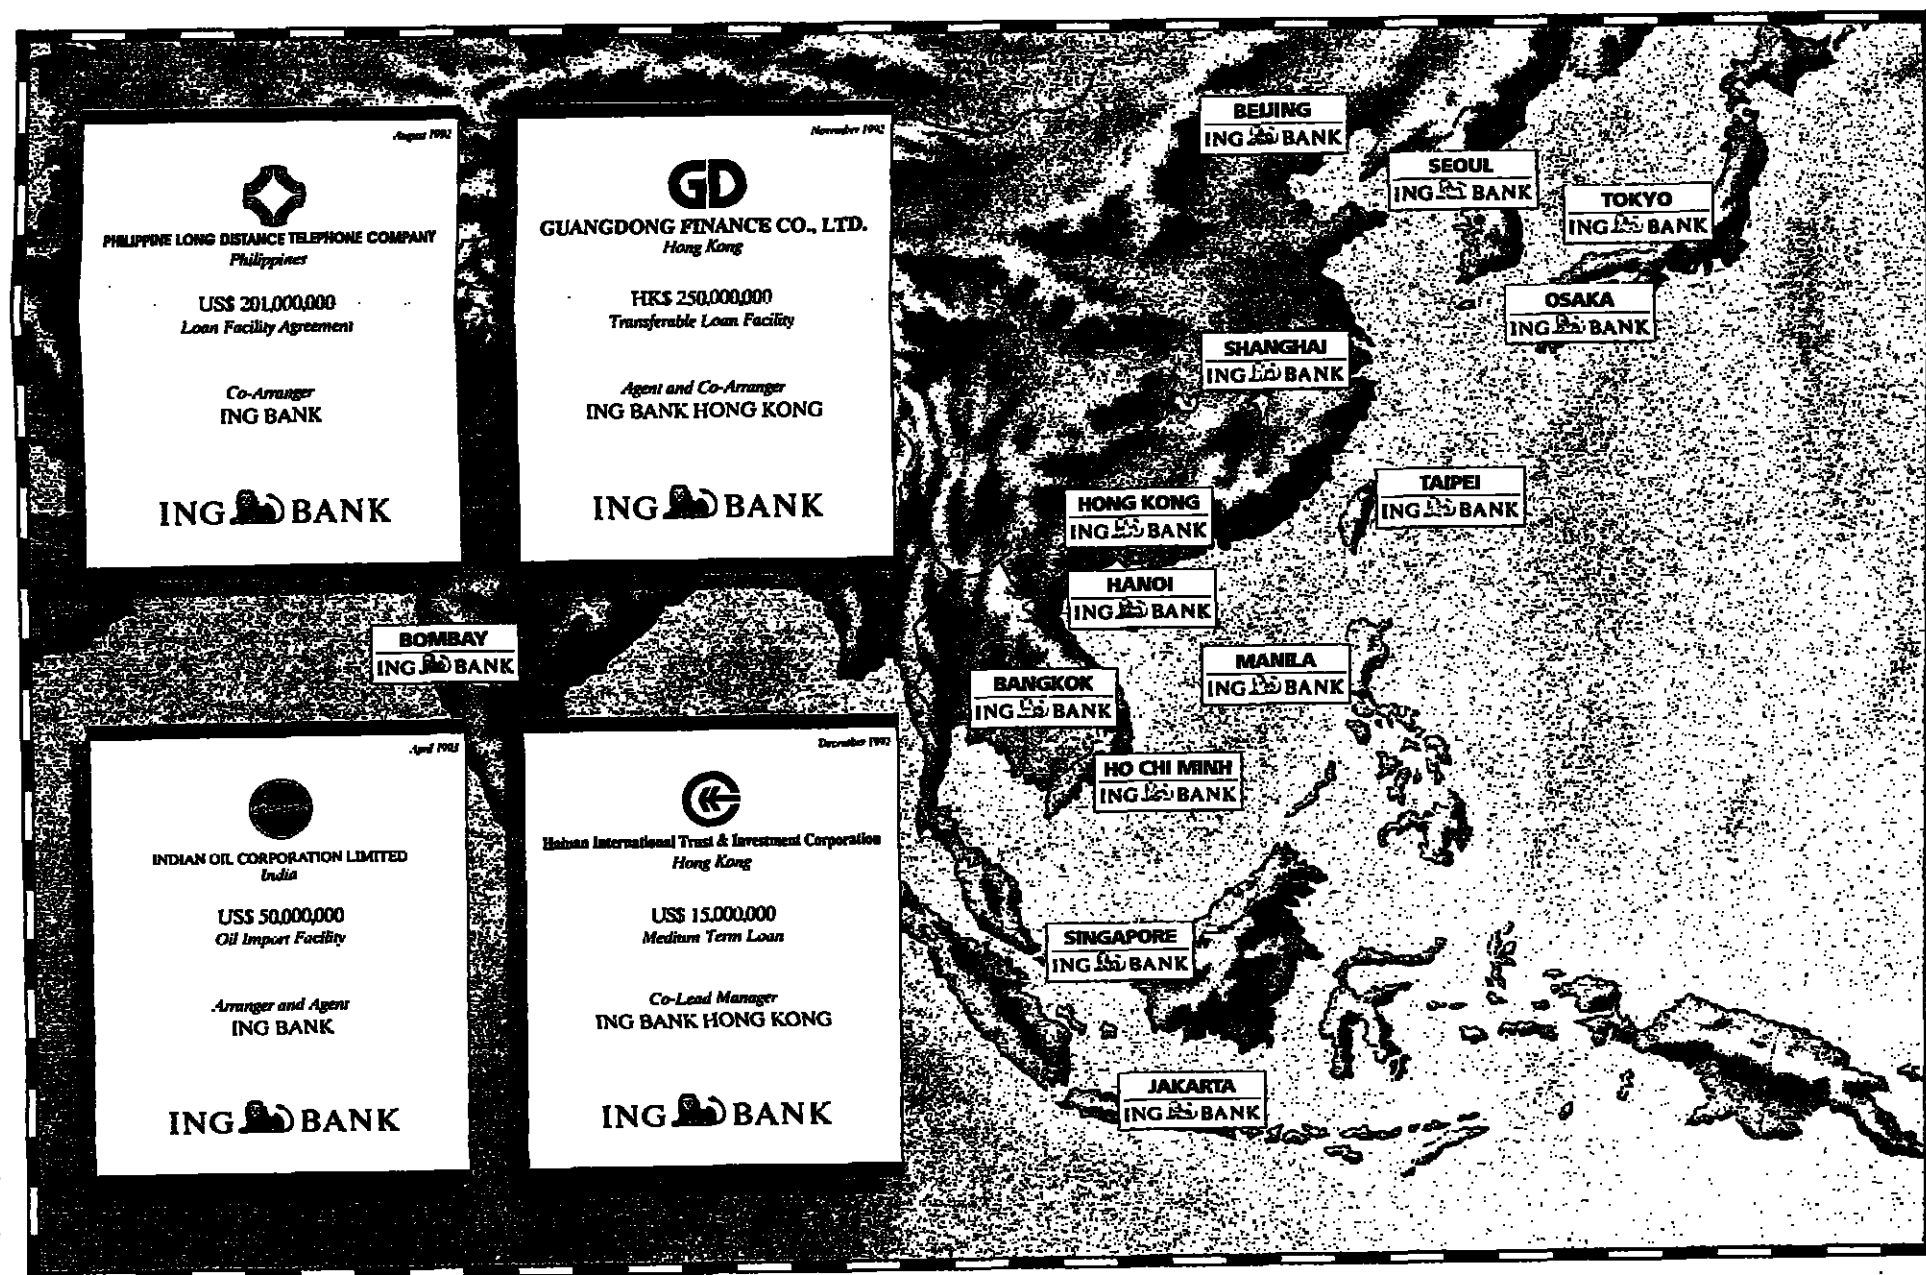 August 1992
PHILIPPINE LONG DISTANCE TELEPHONE COMPANY
Philippines
US$ 201,000,000
Loan Facility Agreement
Co-Arranger
ING BANK
ING BANK
November 1992
GD
GUANGDONG FINANCE CO., LTD.
Hong Kong
HK$ 250,000,000
Transferable Loan Facility
Agent and Co-Arranger
ING BANK HONG KONG
ING BANK
BEIJING
ING BANK
SEOUL
ING BANK
TOKYO
ING BANK
OSAKA
ING BANK
SHANGHAI
ING BANK
TAIPEI
ING BANK
HONG KONG
ING BANK
HANOI
ING BANK
BOMBAY
ING BANK
MANILA
ING BANK
BANGKOK
ING BANK
HO CHI MINH
ING BANK
April 1993
INDIAN OIL CORPORATION LIMITED
India
US$ 50,000,000
Oil Import Facility
Arranger and Agent
ING BANK
ING BANK
December 1992
Hainan International Trust & Investment Corporation
Hong Kong
US$ 15,000,000
Medium Term Loan
Co-Lead Manager
ING BANK HONG KONG
ING BANK
SINGAPORE
ING BANK
JAKARTA
ING BANK